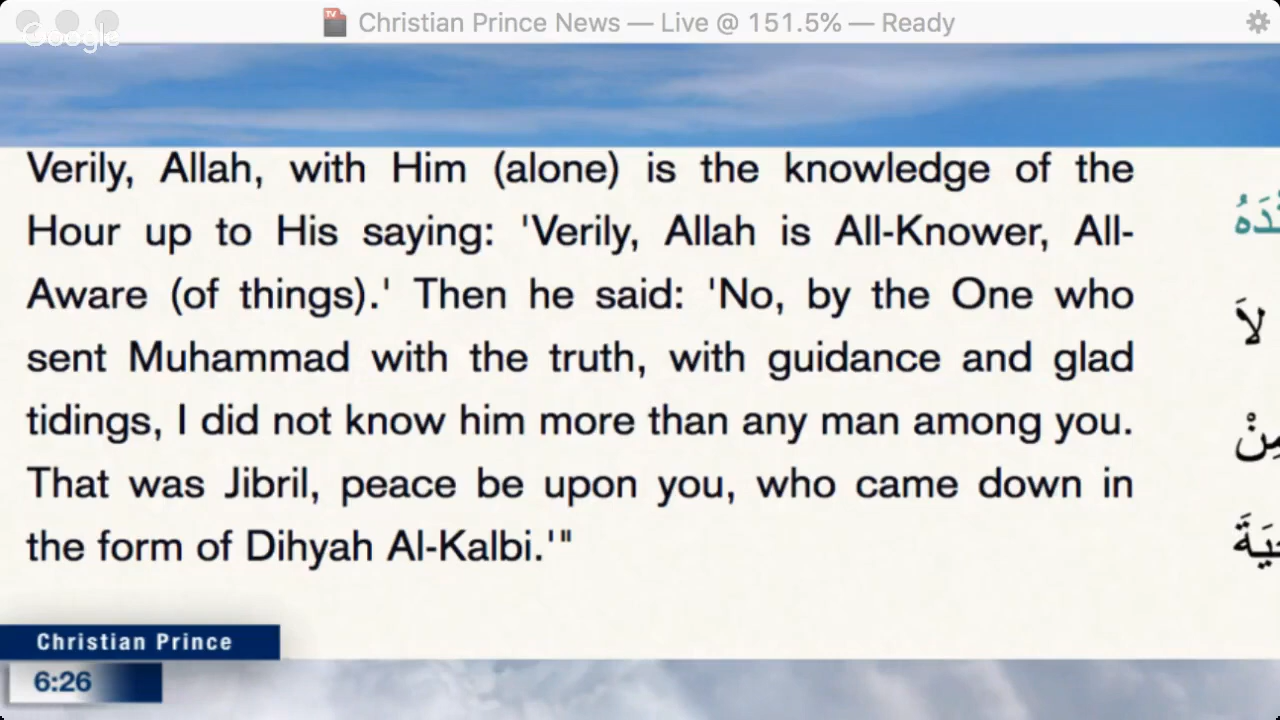 Christian Prince News — Live @ 151.5% — Ready
Google
Verily, Allah, with Him (alone) is the knowledge of the
Hour up to His saying: 'Verily, Allah is All-Knower, All-
Aware (of things).' Then he said: 'No, by the One who
sent Muhammad with the truth, with guidance and glad
tidings, I did not know him more than any man among you.
That was Jibril, peace be upon you, who came down in
the form of Dihyah Al-Kalbi.'"
لاَ
Christian Prince
6:26